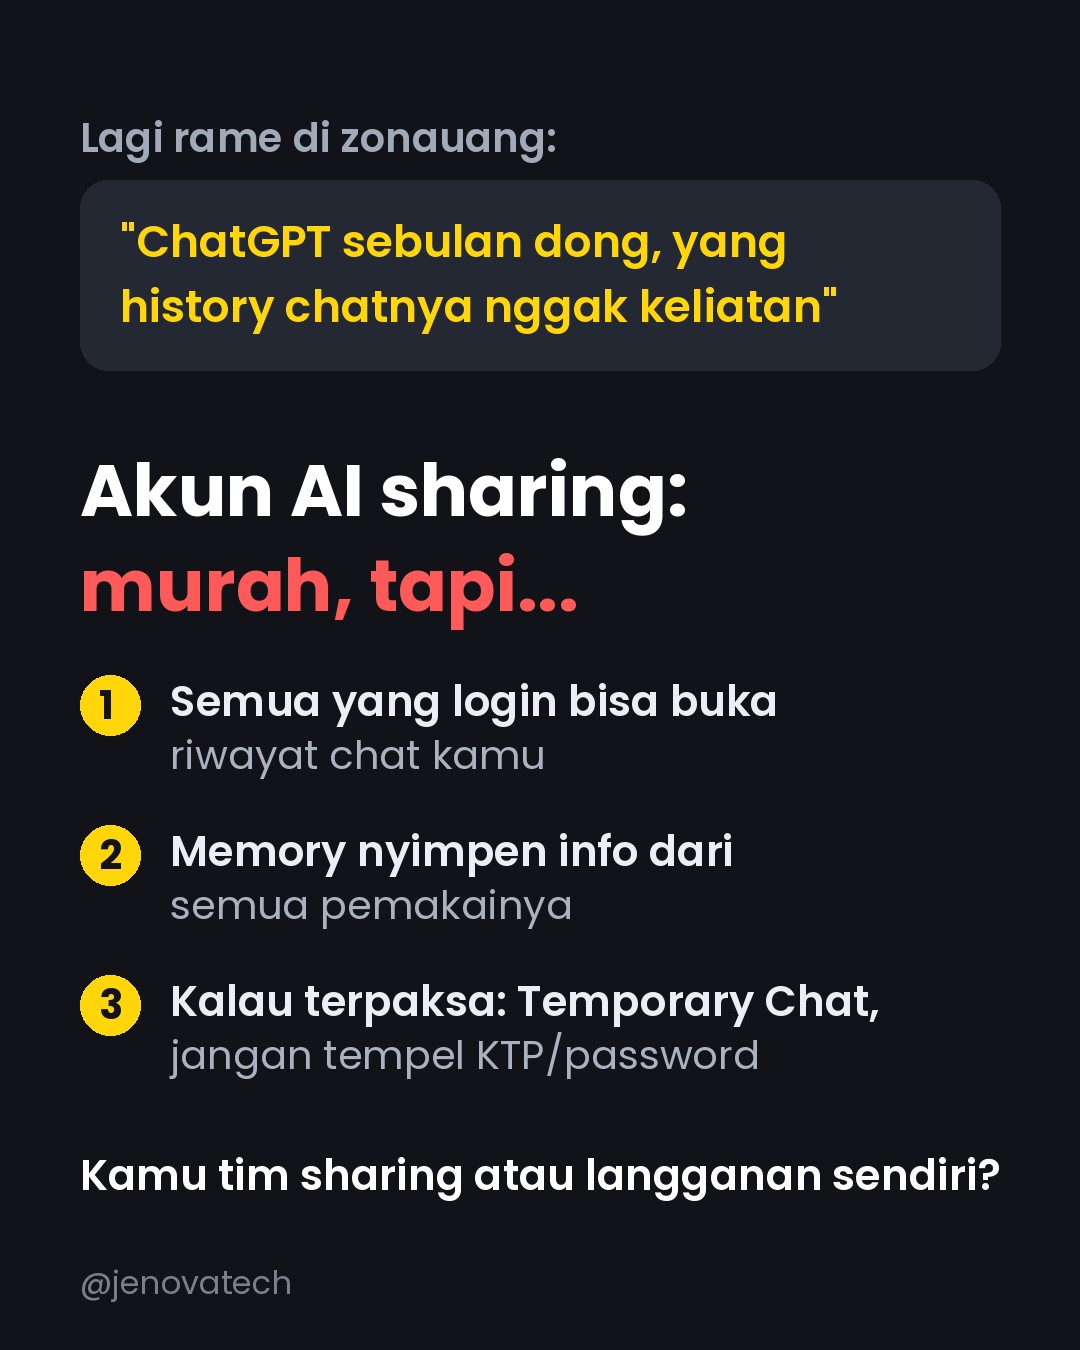 Lagi rame di zonauang:
"ChatGPT sebulan dong, yang
history chatnya nggak keliatan"
Akun AI sharing:
murah, tapi...
1 Semua yang login bisa buka
riwayat chat kamu
2 Memory nyimpen info dari
semua pemakainya
3 Kalau terpaksa: Temporary Chat,
jangan tempel KTP/password
Kamu tim sharing atau langganan sendiri?
@jenovatech